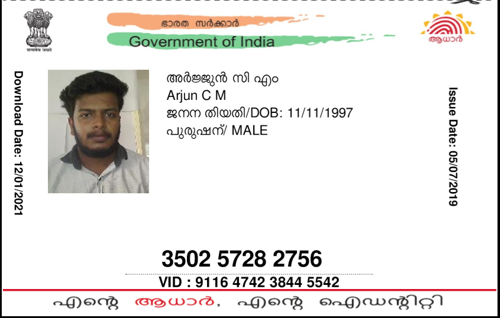 ഭാരത സർക്കാർ
Government of India
ആധാർ
Download Date: 12/01/2021
അർജ്ജുൻ സി എം
Arjun C M
ജനന തിയതി/DOB: 11/11/1997
പുരുഷന്/ MALE
Issue Date: 05/07/2019
3502 5728 2756
VID : 9116 4742 3844 5542
എന്റെ ആധാർ, എന്റെ ഐഡന്റിറ്റി